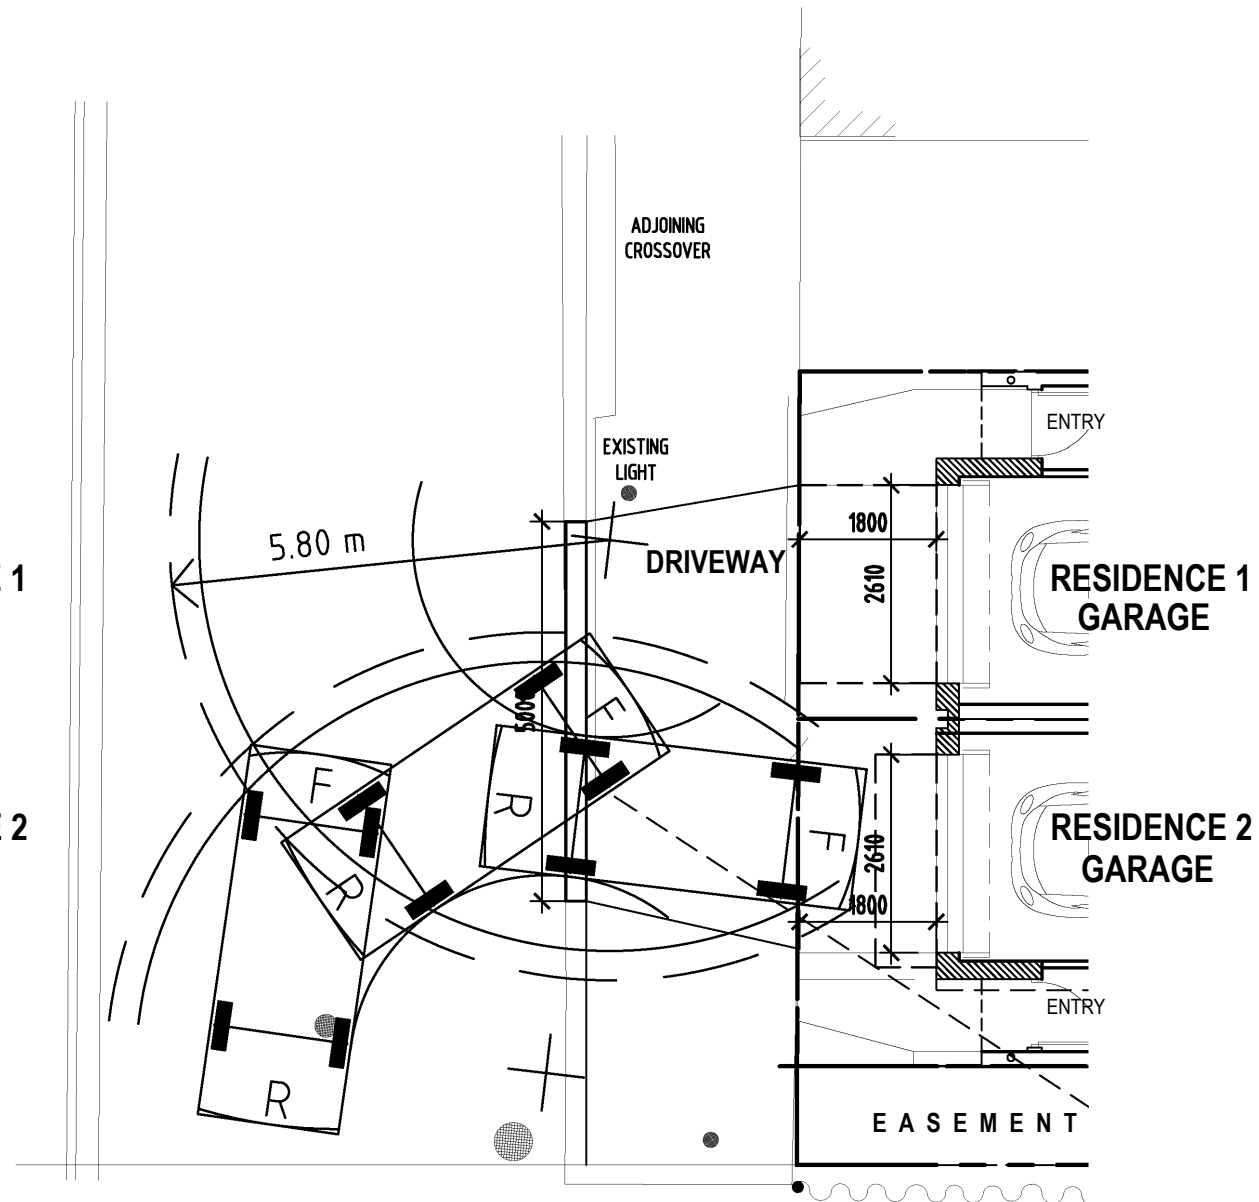 ADJOINING
CROSSOVER
ENTRY
EXISTING
LIGHT
5.80 m
1800
DRIVEWAY
2610
1
RESIDENCE 1
GARAGE
F
5000
F
R
F
2
RESIDENCE 2
GARAGE
2610
R
1800
ENTRY
R
EASEMENT